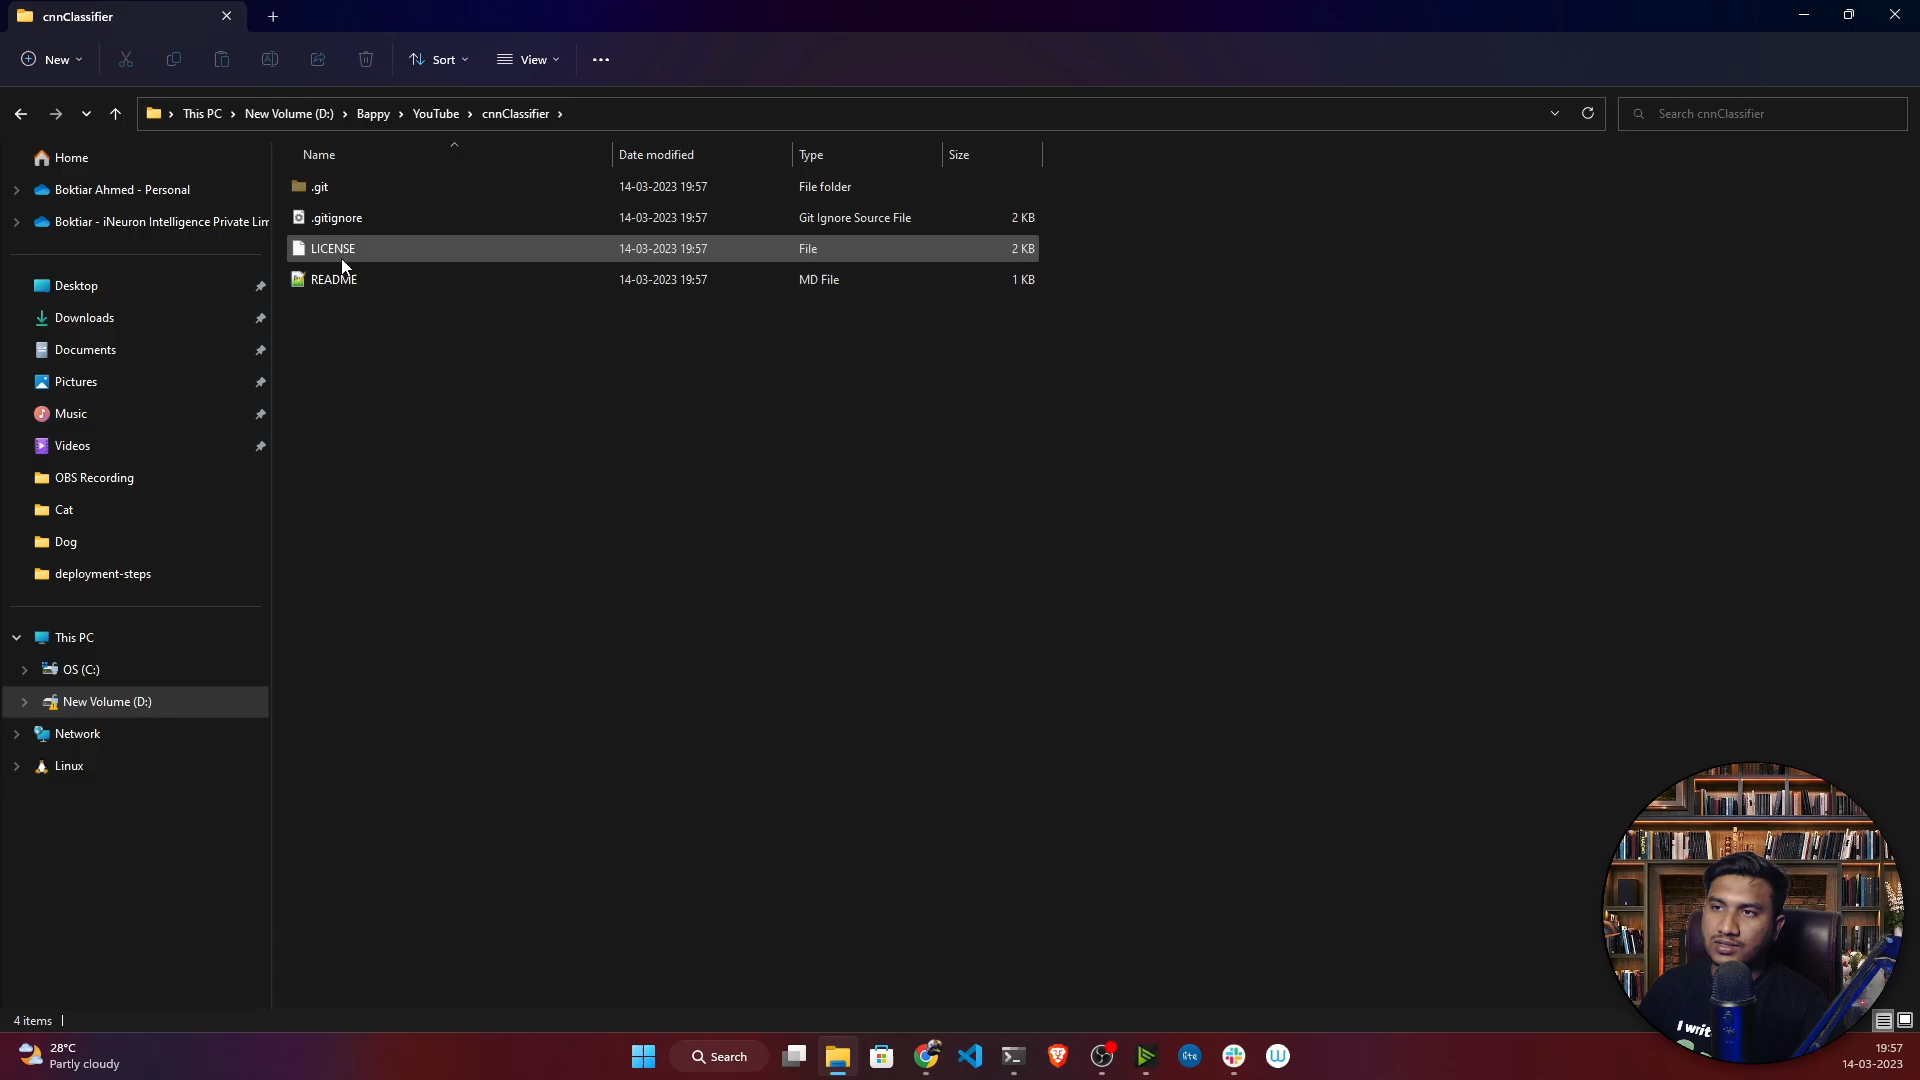 cnnClassifier
New
Sort
View
This PC
New Volume (D:)
Bappy
YouTube
cnnClassifier
Search cnnClassifier
Name
Date modified
Type
Size
.git
14-03-2023 19:57
File folder
.gitignore
14-03-2023 19:57
Git Ignore Source File
2 KB
LICENSE
14-03-2023 19:57
File
2 KB
README
14-03-2023 19:57
MD File
1 KB
Home
Boktiar Ahmed - Personal
Boktiar - iNeuron Intelligence Private Lim
Desktop
Downloads
Documents
Pictures
Music
Videos
OBS Recording
Cat
Dog
deployment-steps
This PC
OS (C:)
New Volume (D:)
Network
Linux
4 items
I writ
28°C
Partly cloudy
Search
lite
19:57
14-03-2023